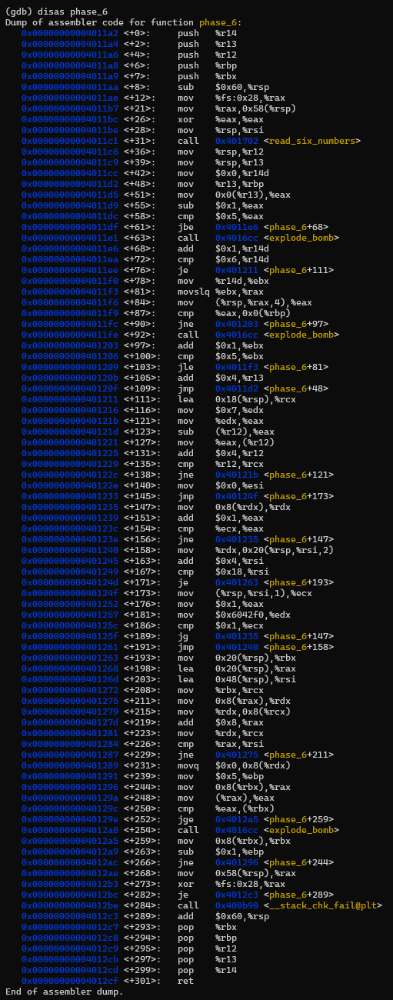 (gdb) disas phase_6
Dump of assembler code for function phase_6:
   0x00000000004011a2 <+0>:     push   %r14
   0x00000000004011a4 <+2>:     push   %r13
   0x00000000004011a6 <+4>:     push   %r12
   0x00000000004011a8 <+6>:     push   %rbp
   0x00000000004011a9 <+7>:     push   %rbx
   0x00000000004011aa <+8>:     sub    $0x60,%rsp
   0x00000000004011ae <+12>:    mov    %fs:0x28,%rax
   0x00000000004011b7 <+21>:    mov    %rax,0x58(%rsp)
   0x00000000004011bc <+26>:    xor    %eax,%eax
   0x00000000004011be <+28>:    mov    %rsp,%rsi
   0x00000000004011c1 <+31>:    call   0x401702 <read_six_numbers>
   0x00000000004011c6 <+36>:    mov    %rsp,%r12
   0x00000000004011c9 <+39>:    mov    %rsp,%r13
   0x00000000004011cc <+42>:    mov    $0x0,%r14d
   0x00000000004011d2 <+48>:    mov    %r13,%rbp
   0x00000000004011d5 <+51>:    mov    0x0(%r13),%eax
   0x00000000004011d9 <+55>:    sub    $0x1,%eax
   0x00000000004011dc <+58>:    cmp    $0x5,%eax
   0x00000000004011df <+61>:    jbe    0x4011e6 <phase_6+68>
   0x00000000004011e1 <+63>:    call   0x4016cc <explode_bomb>
   0x00000000004011e6 <+68>:    add    $0x1,%r14d
   0x00000000004011ea <+72>:    cmp    $0x6,%r14d
   0x00000000004011ee <+76>:    je     0x401211 <phase_6+111>
   0x00000000004011f0 <+78>:    mov    %r14d,%ebx
   0x00000000004011f3 <+81>:    movslq %ebx,%rax
   0x00000000004011f6 <+84>:    mov    (%rsp,%rax,4),%eax
   0x00000000004011f9 <+87>:    cmp    %eax,0x0(%rbp)
   0x00000000004011fc <+90>:    jne    0x401203 <phase_6+97>
   0x00000000004011fe <+92>:    call   0x4016cc <explode_bomb>
   0x0000000000401203 <+97>:    add    $0x1,%ebx
   0x0000000000401206 <+100>:   cmp    $0x5,%ebx
   0x0000000000401209 <+103>:   jle    0x4011f3 <phase_6+81>
   0x000000000040120b <+105>:   add    $0x4,%r13
   0x000000000040120f <+109>:   jmp    0x4011d2 <phase_6+48>
   0x0000000000401211 <+111>:   lea    0x18(%rsp),%rcx
   0x0000000000401216 <+116>:   mov    $0x7,%edx
   0x000000000040121b <+121>:   mov    %edx,%eax
   0x000000000040121d <+123>:   sub    (%r12),%eax
   0x0000000000401221 <+127>:   mov    %eax,(%r12)
   0x0000000000401225 <+131>:   add    $0x4,%r12
   0x0000000000401229 <+135>:   cmp    %r12,%rcx
   0x000000000040122c <+138>:   jne    0x40121b <phase_6+121>
   0x000000000040122e <+140>:   mov    $0x0,%esi
   0x0000000000401233 <+145>:   jmp    0x40124f <phase_6+173>
   0x0000000000401235 <+147>:   mov    0x8(%rdx),%rdx
   0x0000000000401239 <+151>:   add    $0x1,%eax
   0x000000000040123c <+154>:   cmp    %ecx,%eax
   0x000000000040123e <+156>:   jne    0x401235 <phase_6+147>
   0x0000000000401240 <+158>:   mov    %rdx,0x20(%rsp,%rsi,2)
   0x0000000000401245 <+163>:   add    $0x4,%rsi
   0x0000000000401249 <+167>:   cmp    $0x18,%rsi
   0x000000000040124d <+171>:   je     0x401263 <phase_6+193>
   0x000000000040124f <+173>:   mov    (%rsp,%rsi,1),%ecx
   0x0000000000401252 <+176>:   mov    $0x1,%eax
   0x0000000000401257 <+181>:   mov    $0x6042f0,%edx
   0x000000000040125c <+186>:   cmp    $0x1,%ecx
   0x000000000040125f <+189>:   jg     0x401235 <phase_6+147>
   0x0000000000401261 <+191>:   jmp    0x401240 <phase_6+158>
   0x0000000000401263 <+193>:   mov    0x20(%rsp),%rbx
   0x0000000000401268 <+198>:   lea    0x20(%rsp),%rax
   0x000000000040126d <+203>:   lea    0x48(%rsp),%rsi
   0x0000000000401272 <+208>:   mov    %rbx,%rcx
   0x0000000000401275 <+211>:   mov    0x8(%rax),%rdx
   0x0000000000401279 <+215>:   mov    %rdx,0x8(%rcx)
   0x000000000040127d <+219>:   add    $0x8,%rax
   0x0000000000401281 <+223>:   mov    %rdx,%rcx
   0x0000000000401284 <+226>:   cmp    %rax,%rsi
   0x0000000000401287 <+229>:   jne    0x401275 <phase_6+211>
   0x0000000000401289 <+231>:   movq   $0x0,0x8(%rdx)
   0x0000000000401291 <+239>:   mov    $0x5,%ebp
   0x0000000000401296 <+244>:   mov    0x8(%rbx),%rax
   0x000000000040129a <+248>:   mov    (%rax),%eax
   0x000000000040129c <+250>:   cmp    %eax,(%rbx)
   0x000000000040129e <+252>:   jge    0x4012a5 <phase_6+259>
   0x00000000004012a0 <+254>:   call   0x4016cc <explode_bomb>
   0x00000000004012a5 <+259>:   mov    0x8(%rbx),%rbx
   0x00000000004012a9 <+263>:   sub    $0x1,%ebp
   0x00000000004012ac <+266>:   jne    0x401296 <phase_6+244>
   0x00000000004012ae <+268>:   mov    0x58(%rsp),%rax
   0x00000000004012b3 <+273>:   xor    %fs:0x28,%rax
   0x00000000004012bc <+282>:   je     0x4012c3 <phase_6+289>
   0x00000000004012be <+284>:   call   0x400b90 <__stack_chk_fail@plt>
   0x00000000004012c3 <+289>:   add    $0x60,%rsp
   0x00000000004012c7 <+293>:   pop    %rbx
   0x00000000004012c8 <+294>:   pop    %rbp
   0x00000000004012c9 <+295>:   pop    %r12
   0x00000000004012cb <+297>:   pop    %r13
   0x00000000004012cd <+299>:   pop    %r14
   0x00000000004012cf <+301>:   ret
End of assembler dump.